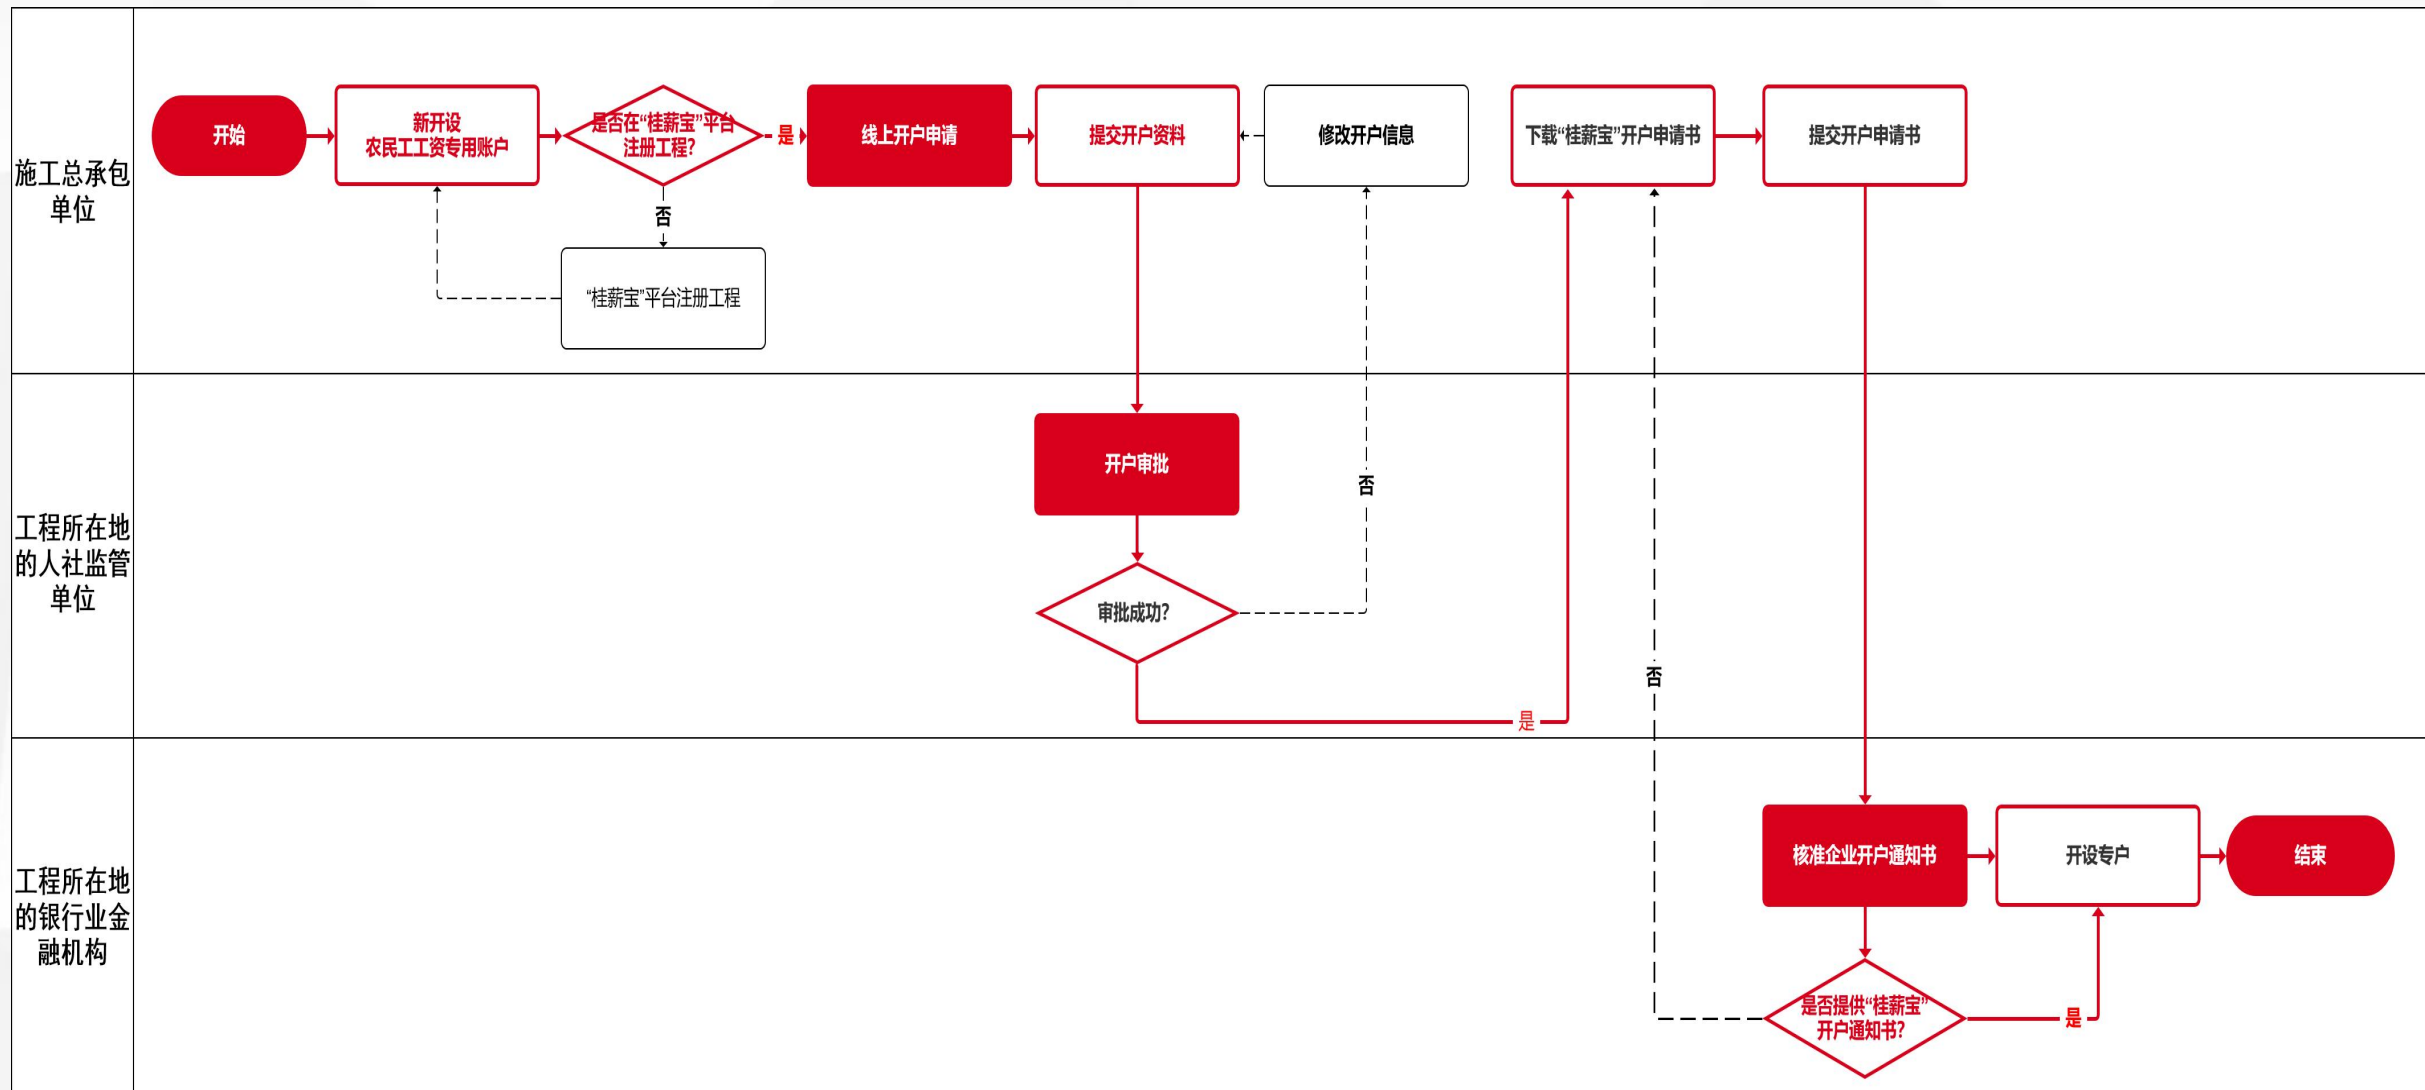 施工总承包
单位
开始
新开设
农民工工资专用账户
是否在“桂薪宝”平台
注册工程?
是
线上开户申请
提交开户资料
修改开户信息
下载“桂薪宝”开户申请书
提交开户申请书
否
“桂薪宝”平台注册工程
工程所在地
的人社监管
单位
开户审批
否
审批成功?
否
是
工程所在地
的银行业金
融机构
核准企业开户通知书
开设专户
结束
是否提供“桂薪宝”
开户通知书?
是